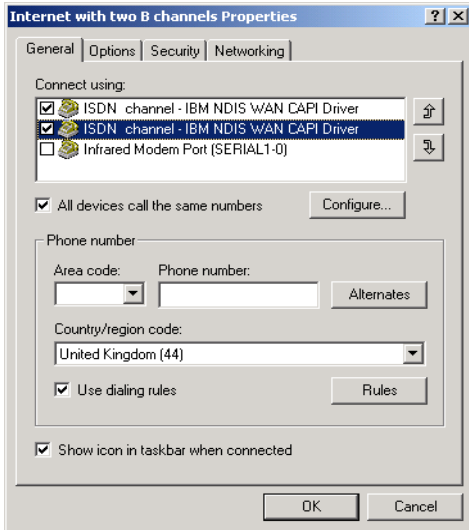 Internet with two B channels Properties
General Options Security Networking
Connect using:
ISDN channel - IBM NDIS WAN CAPI Driver
ISDN channel - IBM NDIS WAN CAPI Driver
Infrared Modem Port (SERIAL1-0)
All devices call the same numbers Configure...
Phone number
Area code: Phone number:
Alternates
Country/region code:
United Kingdom (44)
Use dialing rules Rules
Show icon in taskbar when connected
OK Cancel